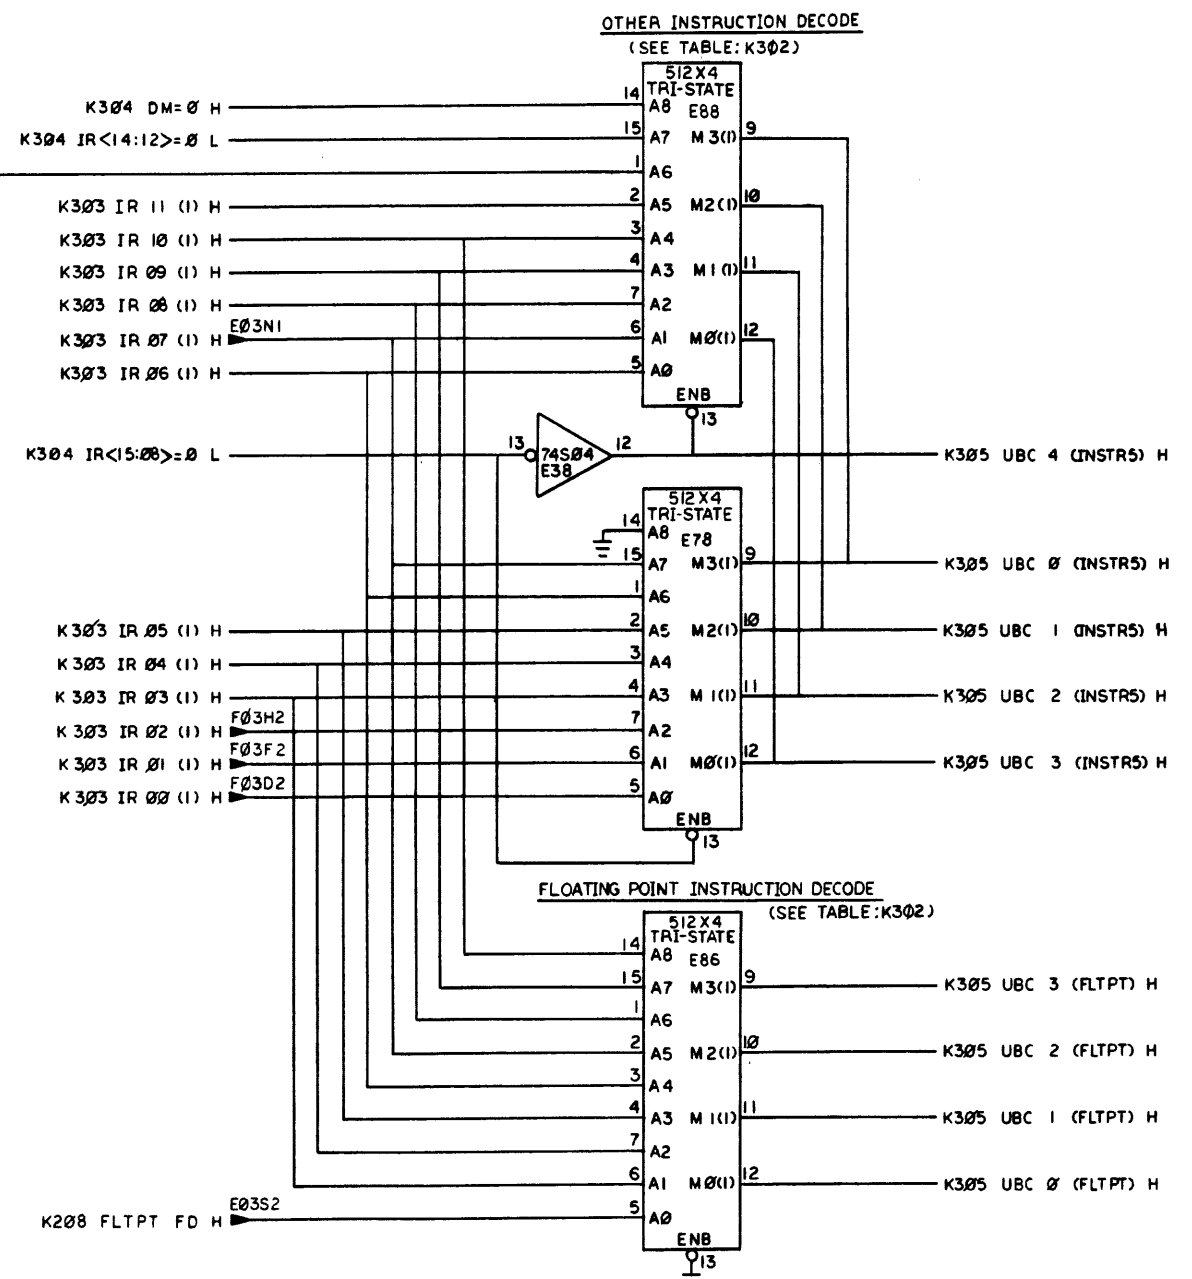 OTHER INSTRUCTION DECODE
(SEE TABLE: K3Ø2)
512X4
TRI-STATE
E88
K3Ø4 DM=Ø H
14
A8
K3Ø4 IR<14:12>=Ø L
15
A7
M3(1)
9
1
A6
K3Ø3 IR 11 (1) H
2
A5
M2(1)
1Ø
K3Ø3 IR 1Ø (1) H
3
A4
K3Ø3 IR Ø9 (1) H
4
A3
M1(1)
11
K3Ø3 IR Ø8 (1) H
7
A2
K3Ø3 IR Ø7 (1) H
EØ3N1
6
A1
MØ(1)
12
K3Ø3 IR Ø6 (1) H
5
AØ
ENB
13
K3Ø4 IR<15:Ø8>=Ø L
13
74SØ4
E38
12
K3Ø5 UBC 4 (INSTR5) H
512X4
TRI-STATE
E78
14
A8
15
A7
M3(1)
9
K3Ø5 UBC Ø (INSTR5) H
1
A6
K3Ø3 IR Ø5 (1) H
2
A5
M2(1)
1Ø
K3Ø5 UBC 1 (INSTR5) H
K3Ø3 IR Ø4 (1) H
3
A4
K3Ø3 IR Ø3 (1) H
4
A3
M1(1)
11
K3Ø5 UBC 2 (INSTR5) H
K3Ø3 IR Ø2 (1) H
FØ3H2
7
A2
K3Ø3 IR Ø1 (1) H
FØ3F2
6
A1
MØ(1)
12
K3Ø5 UBC 3 (INSTR5) H
K3Ø3 IR ØØ (1) H
FØ3D2
5
AØ
ENB
13
FLOATING POINT INSTRUCTION DECODE
(SEE TABLE: K3Ø2)
512X4
TRI-STATE
E86
14
A8
15
A7
M3(1)
9
K3Ø5 UBC 3 (FLTPT) H
1
A6
2
A5
M2(1)
1Ø
K3Ø5 UBC 2 (FLTPT) H
3
A4
4
A3
M1(1)
11
K3Ø5 UBC 1 (FLTPT) H
7
A2
6
A1
MØ(1)
12
K3Ø5 UBC Ø (FLTPT) H
K2Ø8 FLTPT FD H
EØ3S2
5
AØ
ENB
13